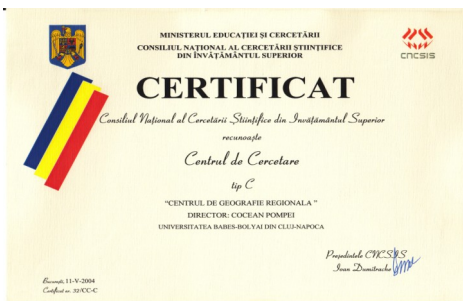 MINISTERUL EDUCAȚIEI ȘI CERCETĂRII
CONSILIUL NAȚIONAL AL CERCETĂRII ȘTIINȚIFICE
DIN ÎNVĂȚĂMÂNTUL SUPERIOR
CNCSIS
CERTIFICAT
Consiliul Național al Cercetării Științifice din Învățământul Superior
recunoaște
Centrul de Cercetare
tip C
"CENTRUL DE GEOGRAFIE REGIONALA "
DIRECTOR: COCEAN POMPEI
UNIVERSITATEA BABES-BOLYAI DIN CLUJ-NAPOCA
Președintele CNCSIS
Ioan Dumitrache
București, 11-V-2004
Certificat nr. 32/CC-C